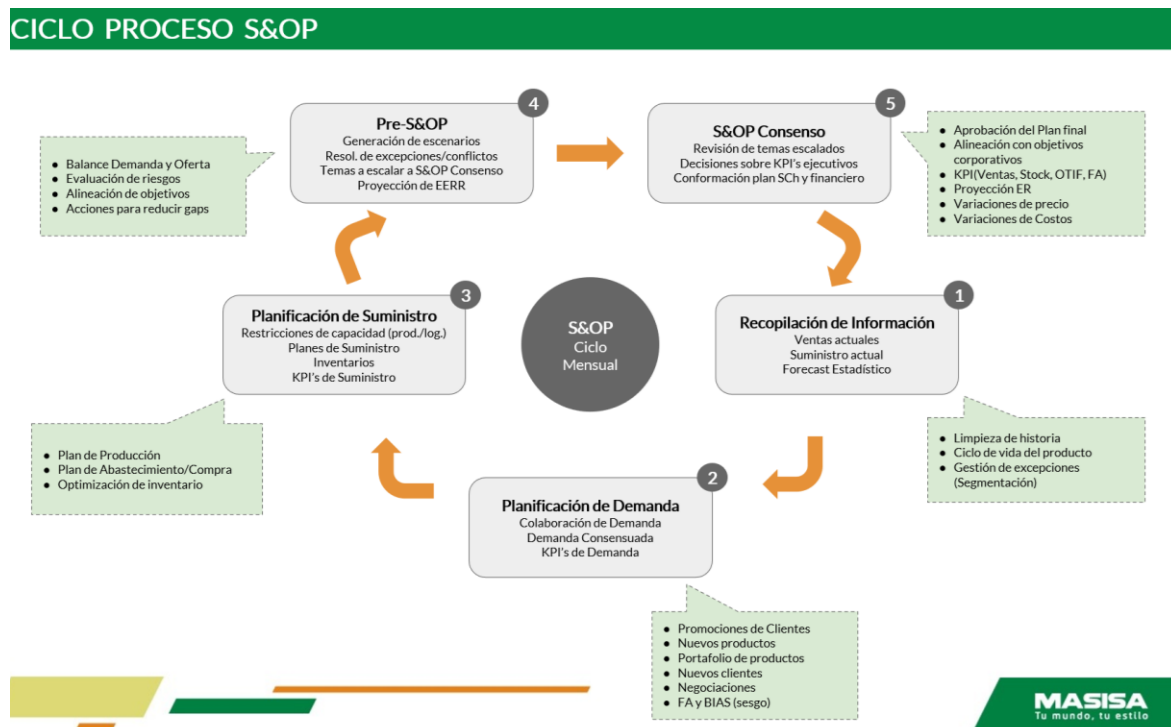 CICLO PROCESO S&OP
4
Pre-S&OP
Generación de escenarios
Resol. de excepciones/conflictos
Temas a escalar a S&OP Consenso
Proyección de EERR
● Balance Demanda y Oferta
● Evaluación de riesgos
● Alineación de objetivos
● Acciones para reducir gaps
5
S&OP Consenso
Revisión de temas escalados
Decisiones sobre KPI's ejecutivos
Conformación plan SCh y financiero
● Aprobación del Plan final
● Alineación con objetivos
corporativos
● KPI(Ventas, Stock, OTIF, FA)
● Proyección ER
● Variaciones de precio
● Variaciones de Costos
3
Planificación de Suministro
Restricciones de capacidad (prod./log.)
Planes de Suministro
Inventarios
KPI's de Suministro
S&OP
Ciclo
Mensual
1
Recopilación de Información
Ventas actuales
Suministro actual
Forecast Estadístico
● Plan de Producción
● Plan de Abastecimiento/Compra
● Optimización de inventario
● Limpieza de historia
● Ciclo de vida del producto
● Gestión de excepciones
(Segmentación)
2
Planificación de Demanda
Colaboración de Demanda
Demanda Consensuada
KPI's de Demanda
● Promociones de Clientes
● Nuevos productos
● Portafolio de productos
● Nuevos clientes
● Negociaciones
● FA y BIAS (sesgo)
MASISA
Tu mundo, tu estilo